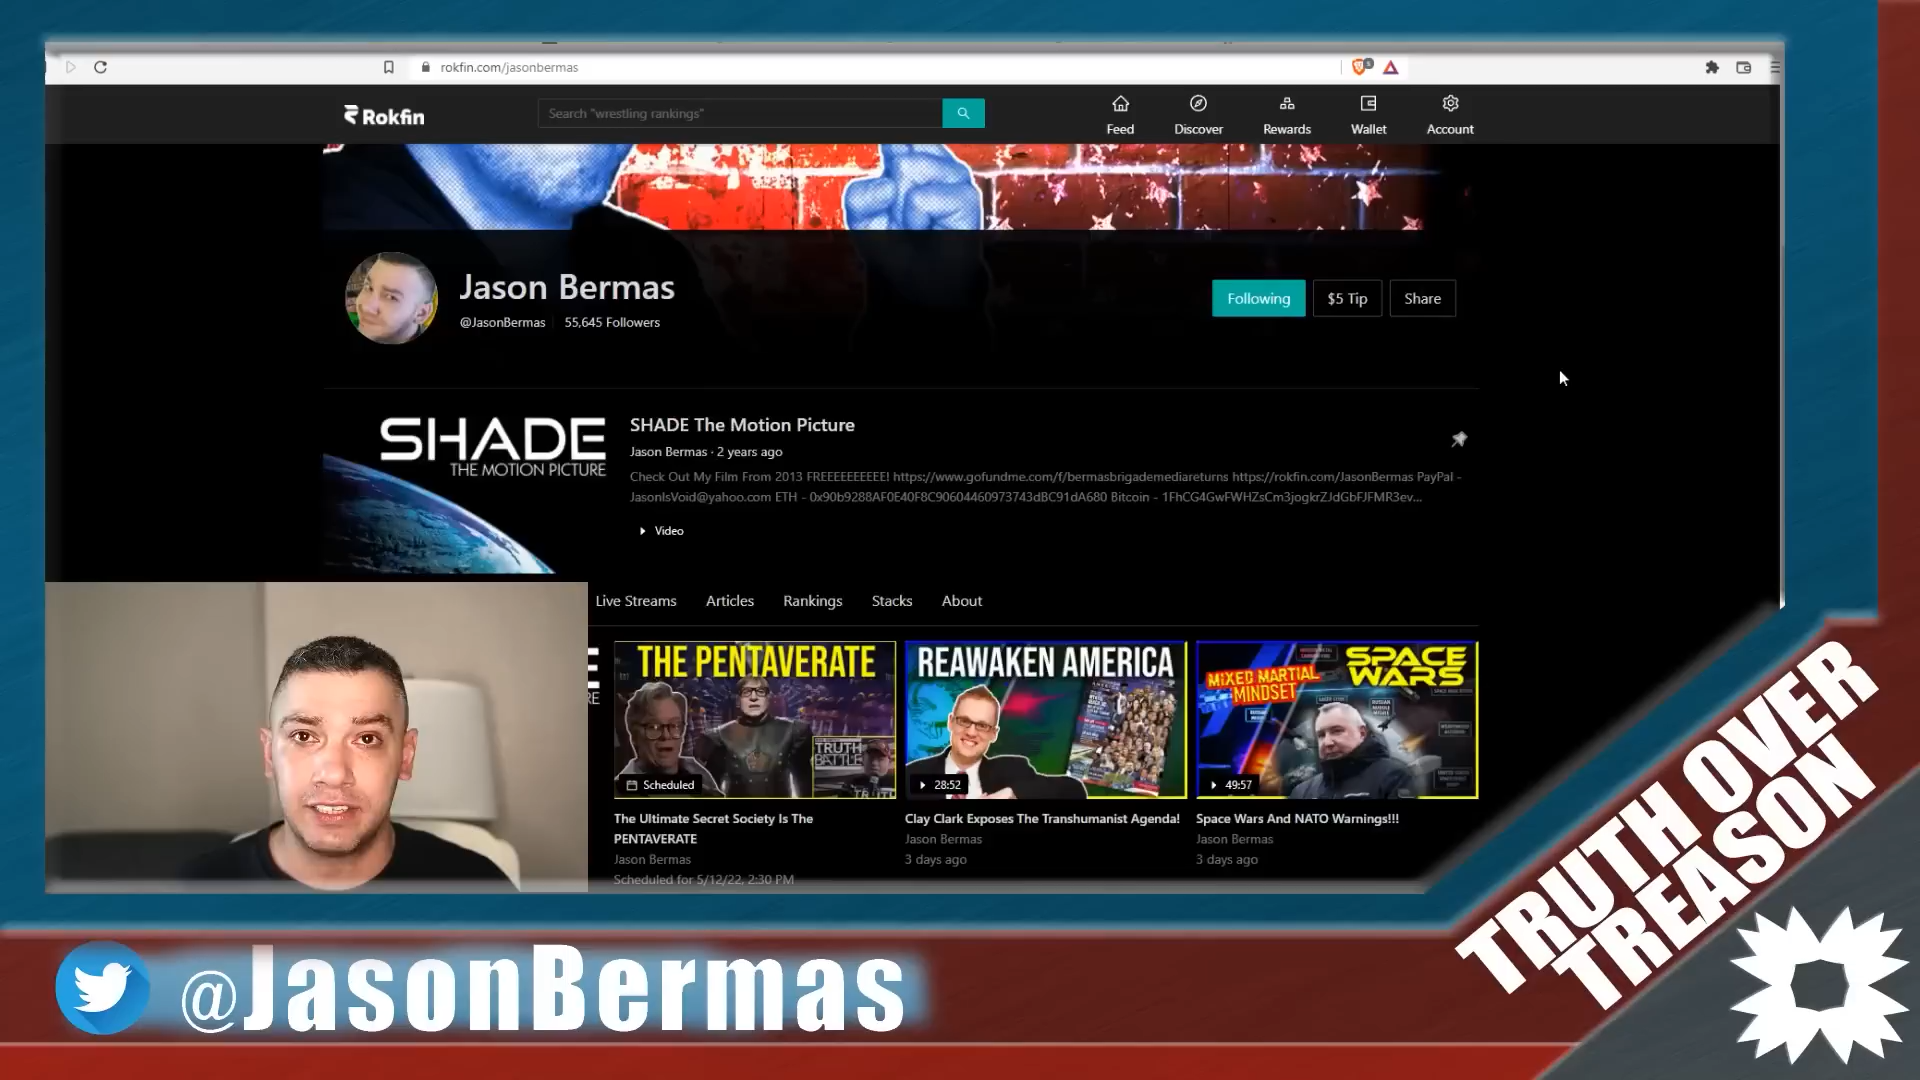 rokfin.com/jasonbermas
Rokfin
Search "wrestling rankings"
Feed
Discover
Rewards
Wallet
Account
Jason Bermas
@JasonBermas
55,645 Followers
Following
$5 Tip
Share
SHADE
THE MOTION PICTURE
SHADE The Motion Picture
Jason Bermas · 2 years ago
Check Out My Film From 2013 FREEEEEEEEEE! https://www.gofundme.com/f/bermasbrigademediareturns https://rokfin.com/JasonBermas PayPal -
JasonIsVoid@yahoo.com ETH - 0x90b9288AF0E40F8C90604460973743dBC91dA680 Bitcoin - 1FhCG4GwFWHZsCm3jogkrZJdGbFJFMR3ev...
Video
Live Streams
Articles
Rankings
Stacks
About
THE PENTAVERATE
TRUTH
BATTLE
Scheduled
REAWAKEN AMERICA
28:52
MIXED MARTIAL
MINDSET
SPACE
WARS
49:57
The Ultimate Secret Society Is The
PENTAVERATE
Jason Bermas
Scheduled for 5/12/22, 2:30 PM
Clay Clark Exposes The Transhumanist Agenda!
Jason Bermas
3 days ago
Space Wars And NATO Warnings!!!
Jason Bermas
3 days ago
TRUTH OVER
TREASON
@JasonBermas